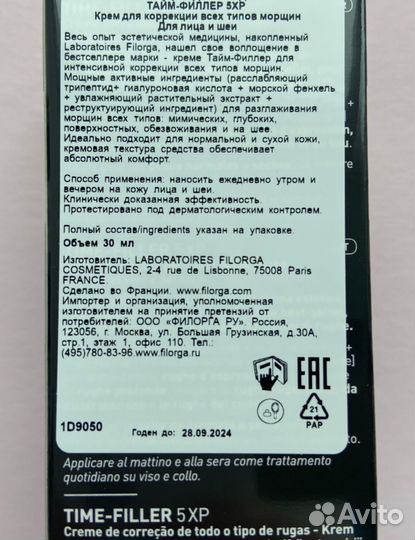 ТАЙМ-ФИЛЛЕР 5XP
Крем для коррекции всех типов морщин
Для лица и шеи
Весь опыт эстетической медицины, накопленный
Laboratoires Filorga, нашел свое воплощение в
бестселлере марки - креме Тайм-Филлер для
интенсивной коррекции всех типов морщин.
Мощные активные ингредиенты (расслабляющий
трипептид+ гиалуроновая кислота + морской фенхель
+ увлажняющий растительный экстракт +
реструктурирующий ингредиент) для разглаживания
морщин всех типов: мимических, глубоких,
поверхностных, обезвоживания и на шее.
Идеально подходит для нормальной и сухой кожи,
кремовая текстура средства обеспечивает
абсолютный комфорт.
Способ применения: наносить ежедневно утром и
вечером на кожу лица и шеи.
Клинически доказанная эффективность.
Протестировано под дерматологическим контролем.
Полный состав/ingredients указан на упаковке.
Объем 30 мл
Изготовитель: LABORATOIRES FILORGA
COSMETIQUES, 2-4 rue de Lisbonne, 75008 Paris
FRANCE.
Сделано во Франции. www.filorga.com
Импортер и организация, уполномоченная
изготовителем на принятие претензий от
потребителей: ООО «ФИЛОРГА РУ». Россия,
123056, г. Москва, ул. Большая Грузинская, д.30А,
стр.1, этаж 1, офис 110. Тел.:
(495)780-83-96 www.filorga.ru
EAC
21
PAP
1D9050
Годен до: 28.09.2024
Applicare al mattino e alla sera come trattamento
quotidiano su viso e collo.
TIME-FILLER 5 XP
Creme de correção de todo o tipo de rugas - Krem
Avito